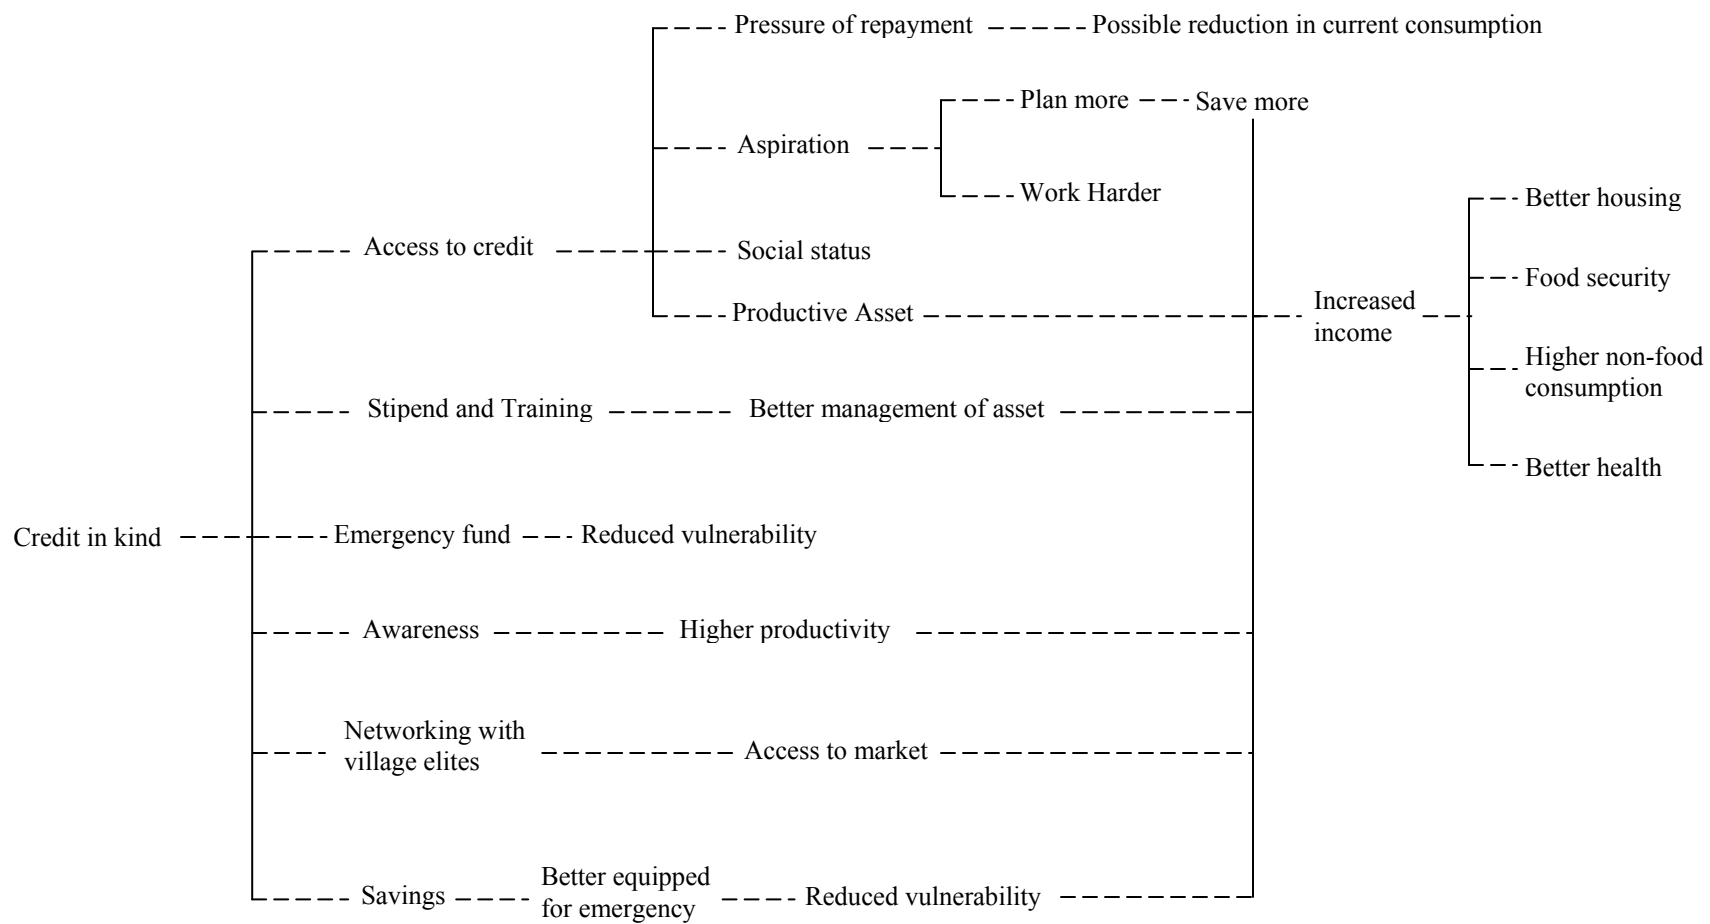 Pressure of repayment
Possible reduction in current consumption
Plan more
Save more
Aspiration
Work Harder
Better housing
Access to credit
Social status
Food security
Productive Asset
Increased
income
Higher non-food
consumption
Stipend and Training
Better management of asset
Better health
Credit in kind
Emergency fund
Reduced vulnerability
Awareness
Higher productivity
Networking with
village elites
Access to market
Savings
Better equipped
for emergency
Reduced vulnerability